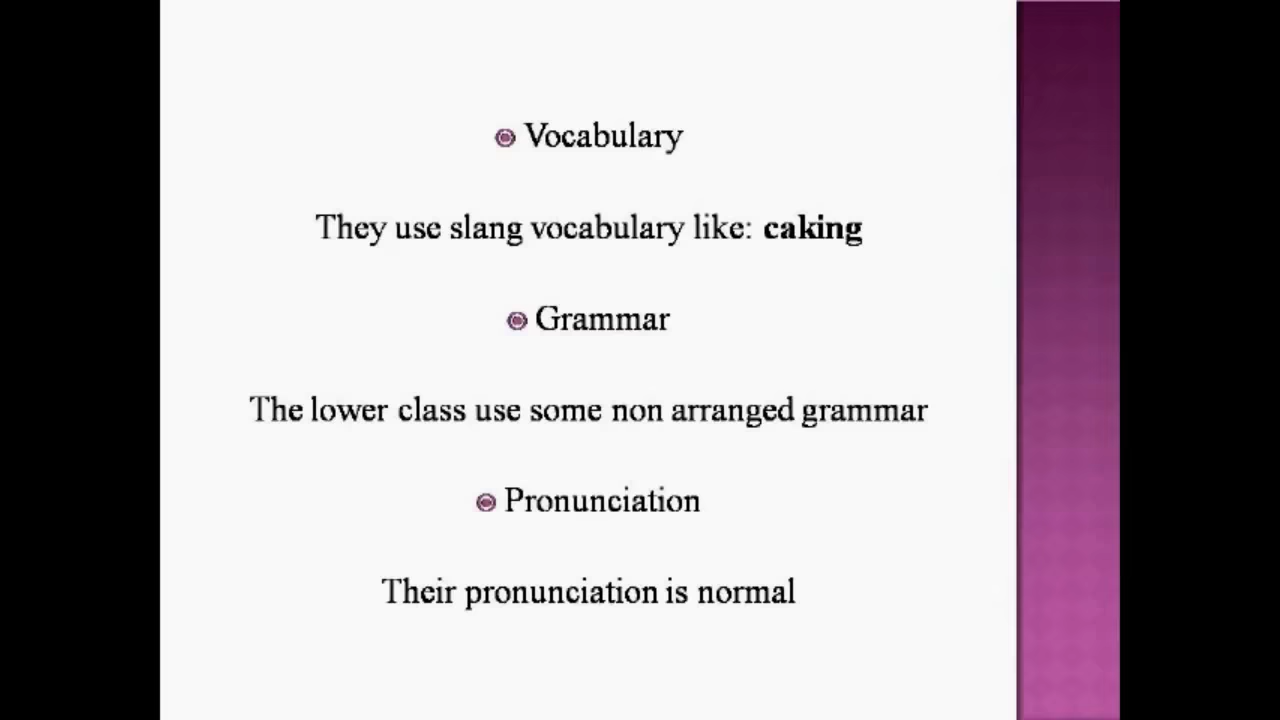 Vocabulary
They use slang vocabulary like: caking
Grammar
The lower class use some non arranged grammar
Pronunciation
Their pronunciation is normal